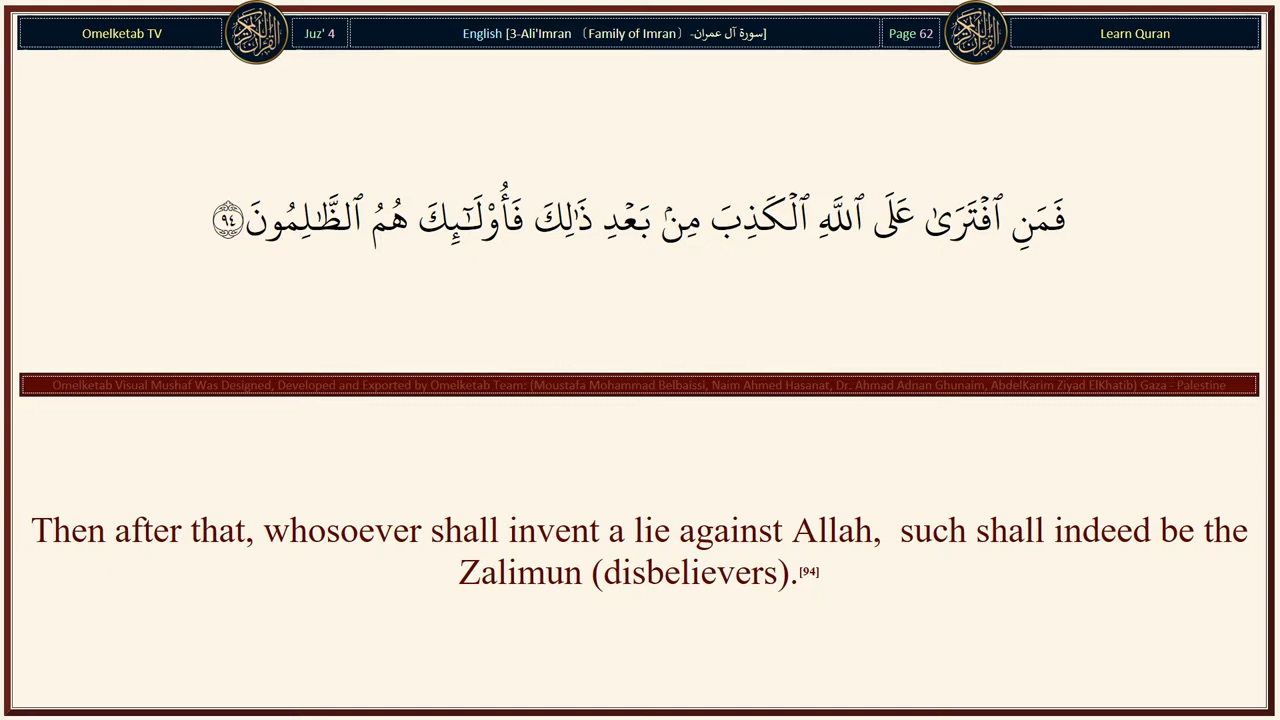 Omelketab TV
Juz' 4
English [3-Ali'Imran （Family of Imran）-سورة آل عمران]
Page 62
Learn Quran
فَمَنِ ٱفۡتَرَىٰ عَلَى ٱللَّهِ ٱلۡكَذِبَ مِنۢ بَعۡدِ ذَٰلِكَ فَأُوْلَـٰٓئِكَ هُمُ ٱلظَّـٰلِمُونَ ٩٤
Omelketab Visual Mushaf Was Designed, Developed and Exported by Omelketab Team: (Moustafa Mohammad Belbaissi, Naim Ahmed Hasanat, Dr. Ahmad Adnan Ghunaim, AbdelKarim Ziyad ElKhatib) Gaza - Palestine
Then after that, whosoever shall invent a lie against Allah,  such shall indeed be the
Zalimun (disbelievers).[94]